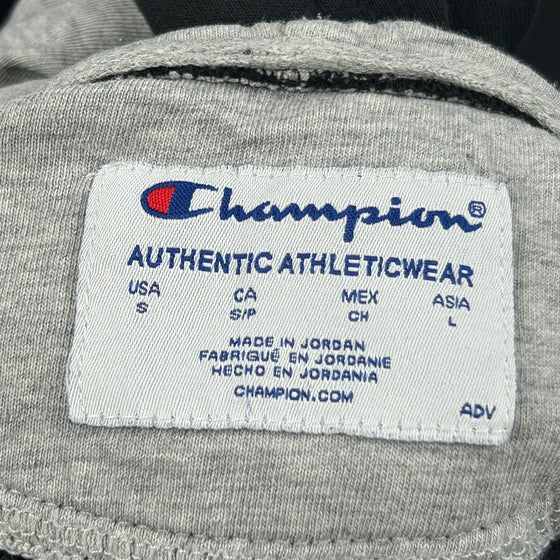 Champion®
AUTHENTIC ATHLETICWEAR
USA CA MEX ASIA
S S/P CH L
MADE IN JORDAN
FABRIQUÉ EN JORDANIE
HECHO EN JORDANIA
CHAMPION.COM
ADV